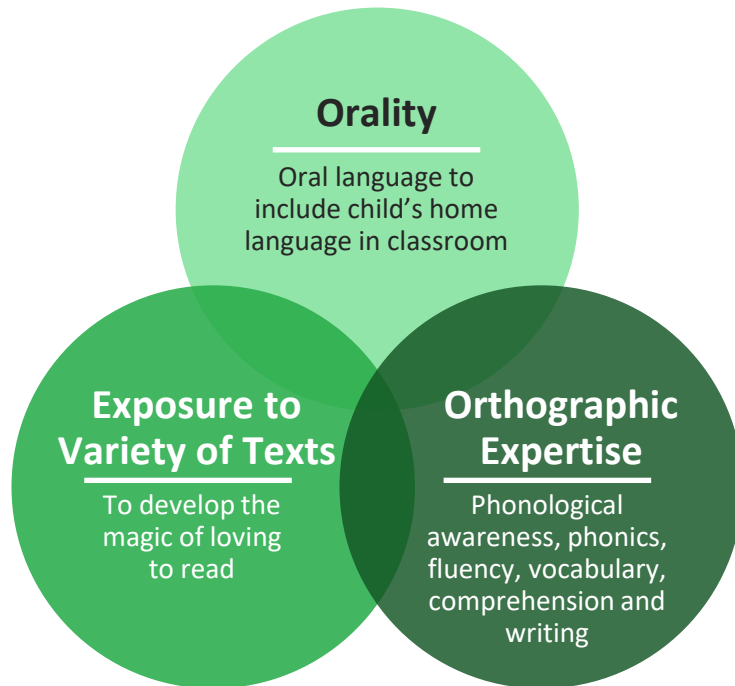 Orality
Oral language to
include child’s home
language in classroom
Exposure to
Variety of Texts
To develop the
magic of loving
to read
Orthographic
Expertise
Phonological
awareness, phonics,
fluency, vocabulary,
comprehension and
writing